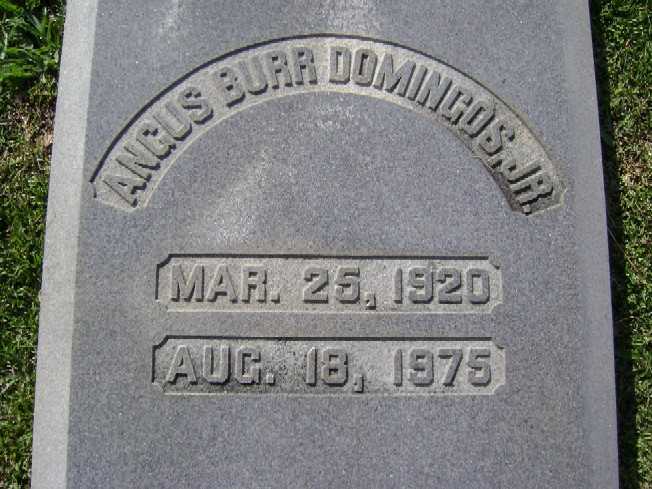 ANGUS BURR DOMINGOS, JR.
MAR. 25, 1920
AUG. 18, 1975